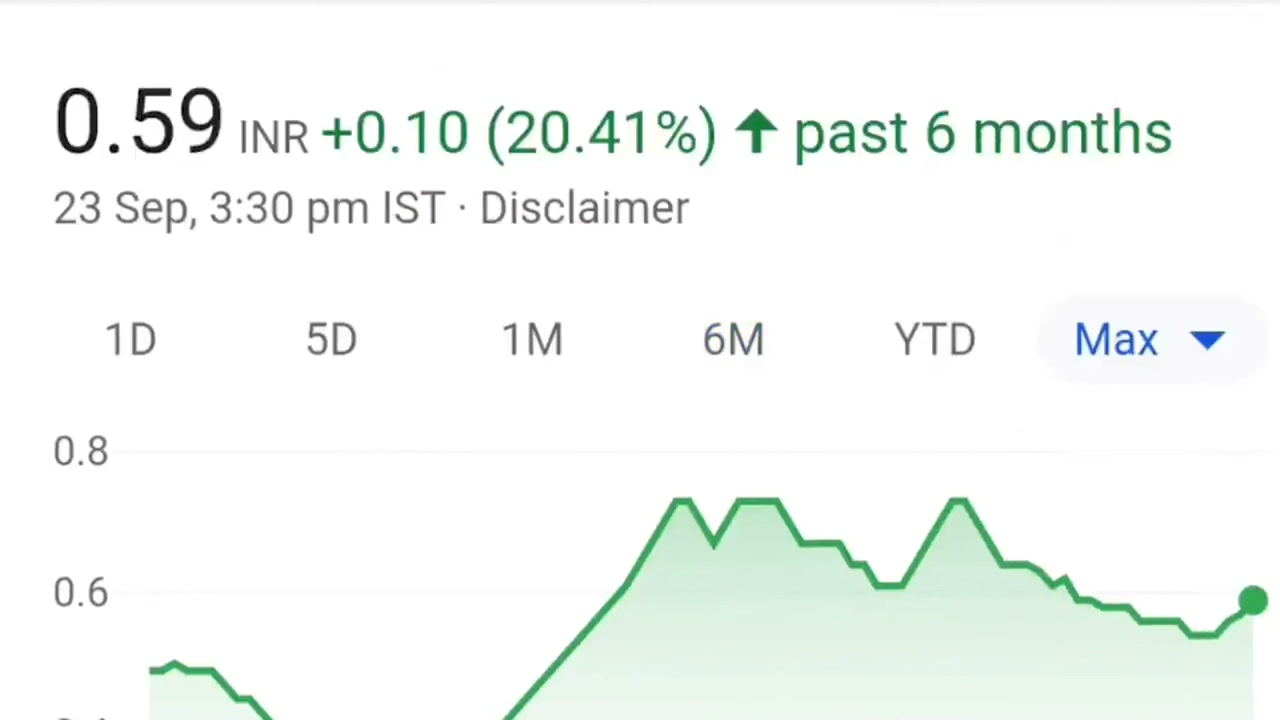 0.59 INR +0.10 (20.41%) ↑ past 6 months
23 Sep, 3:30 pm IST · Disclaimer
1D 5D 1M 6M YTD Max
0.8
0.6